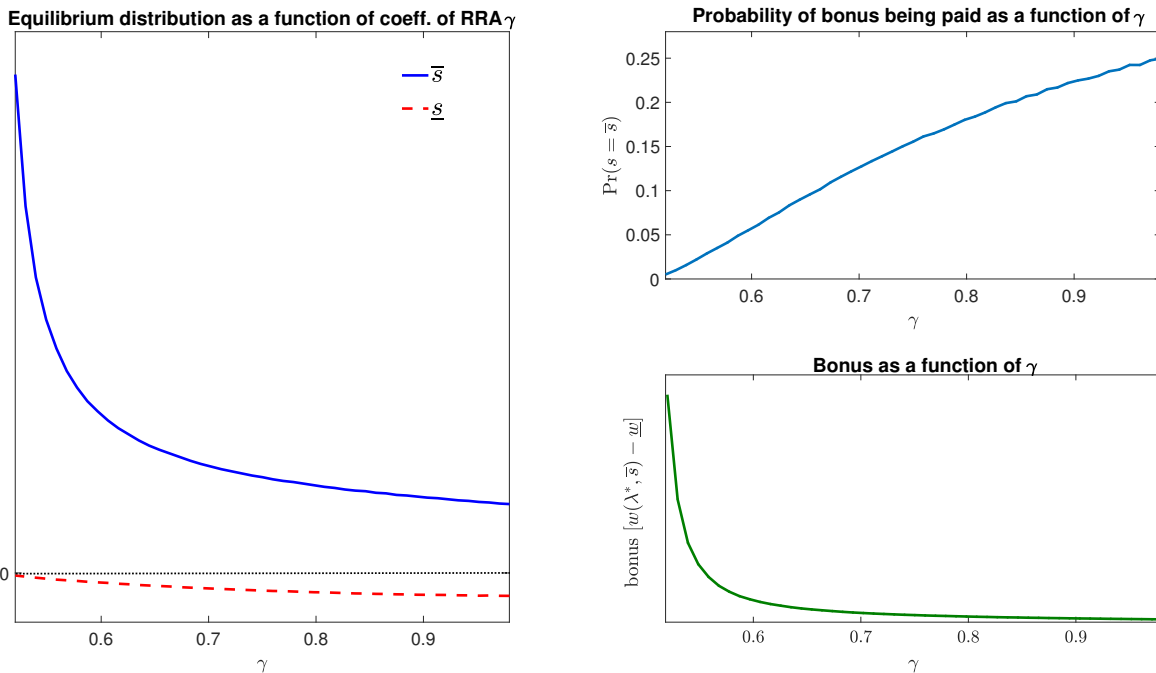 Equilibrium distribution as a function of coeff. of RRA γ
s̅
s̲
0
0.6 0.7 0.8 0.9
γ
Probability of bonus being paid as a function of γ
Pr(s = s̅)
0.25
0.2
0.15
0.1
0.05
0
0.6 0.7 0.8 0.9
γ
Bonus as a function of γ
bonus [w(λ*, s̅) − w̲]
0.6 0.7 0.8 0.9
γ